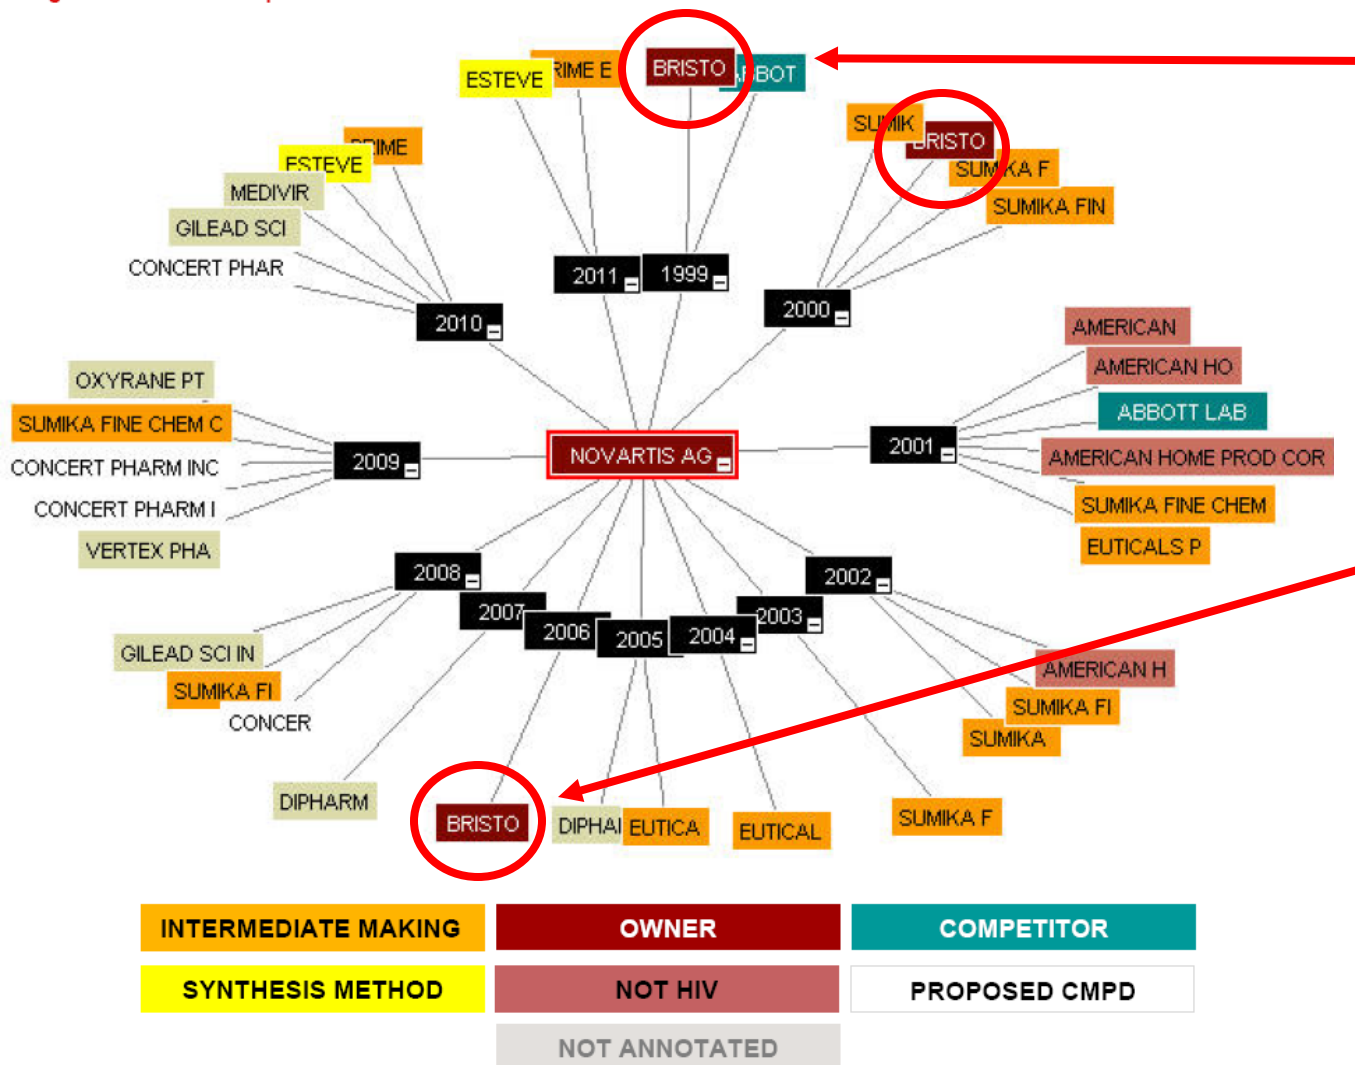 ESTEVE
RIME E
BRISTO
ABBOT
SUMIK
BRISTO
SUMIKA F
SUMIKA FIN
PRIME
ESTEVE
MEDIVIR
GILEAD SCI
CONCERT PHAR
2011
1999
2000
2010
AMERICAN
AMERICAN HO
ABBOTT LAB
AMERICAN HOME PROD COR
SUMIKA FINE CHEM
EUTICALS P
OXYRANE PT
SUMIKA FINE CHEM C
CONCERT PHARM INC
CONCERT PHARM I
VERTEX PHA
2009
NOVARTIS AG
2001
2008
2007
2006
2005
2004
2003
2002
GILEAD SCI IN
SUMIKA FI
CONCER
AMERICAN H
SUMIKA FI
SUMIKA
DIPHARM
BRISTO
DIPHAI
EUTICA
EUTICAL
SUMIKA F
INTERMEDIATE MAKING
OWNER
COMPETITOR
SYNTHESIS METHOD
NOT HIV
PROPOSED CMPD
NOT ANNOTATED